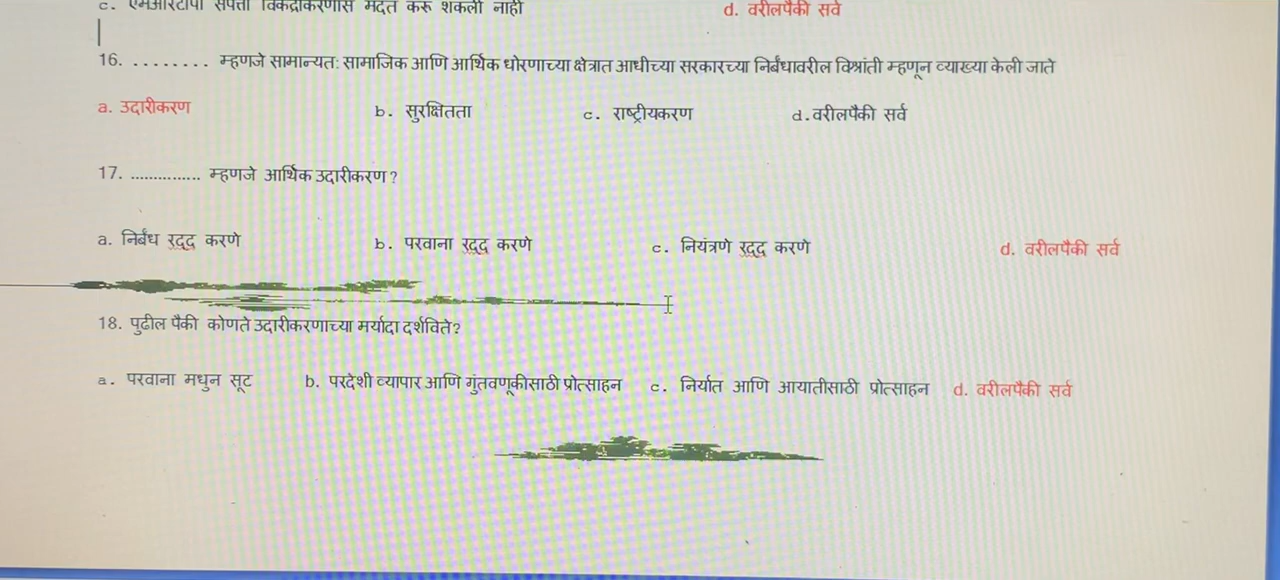 c. एमआरटीपी संपत्ती विकेंद्रीकरणास मदत करू शकली नाही d. वरीलपैकी सर्व
16. ........ म्हणजे सामान्यत: सामाजिक आणि आर्थिक धोरणाच्या क्षेत्रात आधीच्या सरकारच्या निर्बंधावरील विश्रांती म्हणून व्याख्या केली जाते
a. उदारीकरण b. सुरक्षितता c. राष्ट्रीयकरण d.वरीलपैकी सर्व
17. ............... म्हणजे आर्थिक उदारीकरण?
a. निर्बंध रद्द करणे b. परवाना रद्द करणे c. नियंत्रणे रद्द करणे d. वरीलपैकी सर्व
18. पुढील पैकी कोणते उदारीकरणाच्या मर्यादा दर्शविते?
a. परवाना मधुन सूट b. परदेशी व्यापार आणि गुंतवणूकीसाठी प्रोत्साहन c. निर्यात आणि आयातीसाठी प्रोत्साहन d. वरीलपैकी सर्व